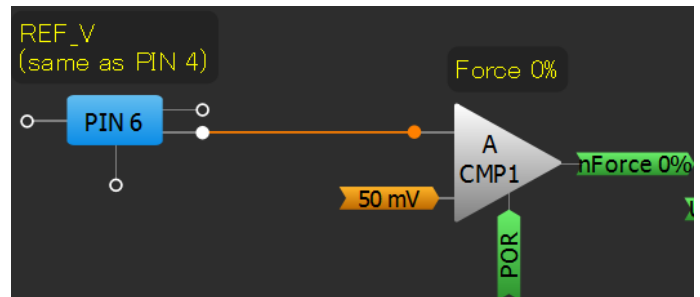 REF_V
(same as PIN 4)
Force 0%
PIN 6
A
CMP1
nForce 0%
50 mV
POR